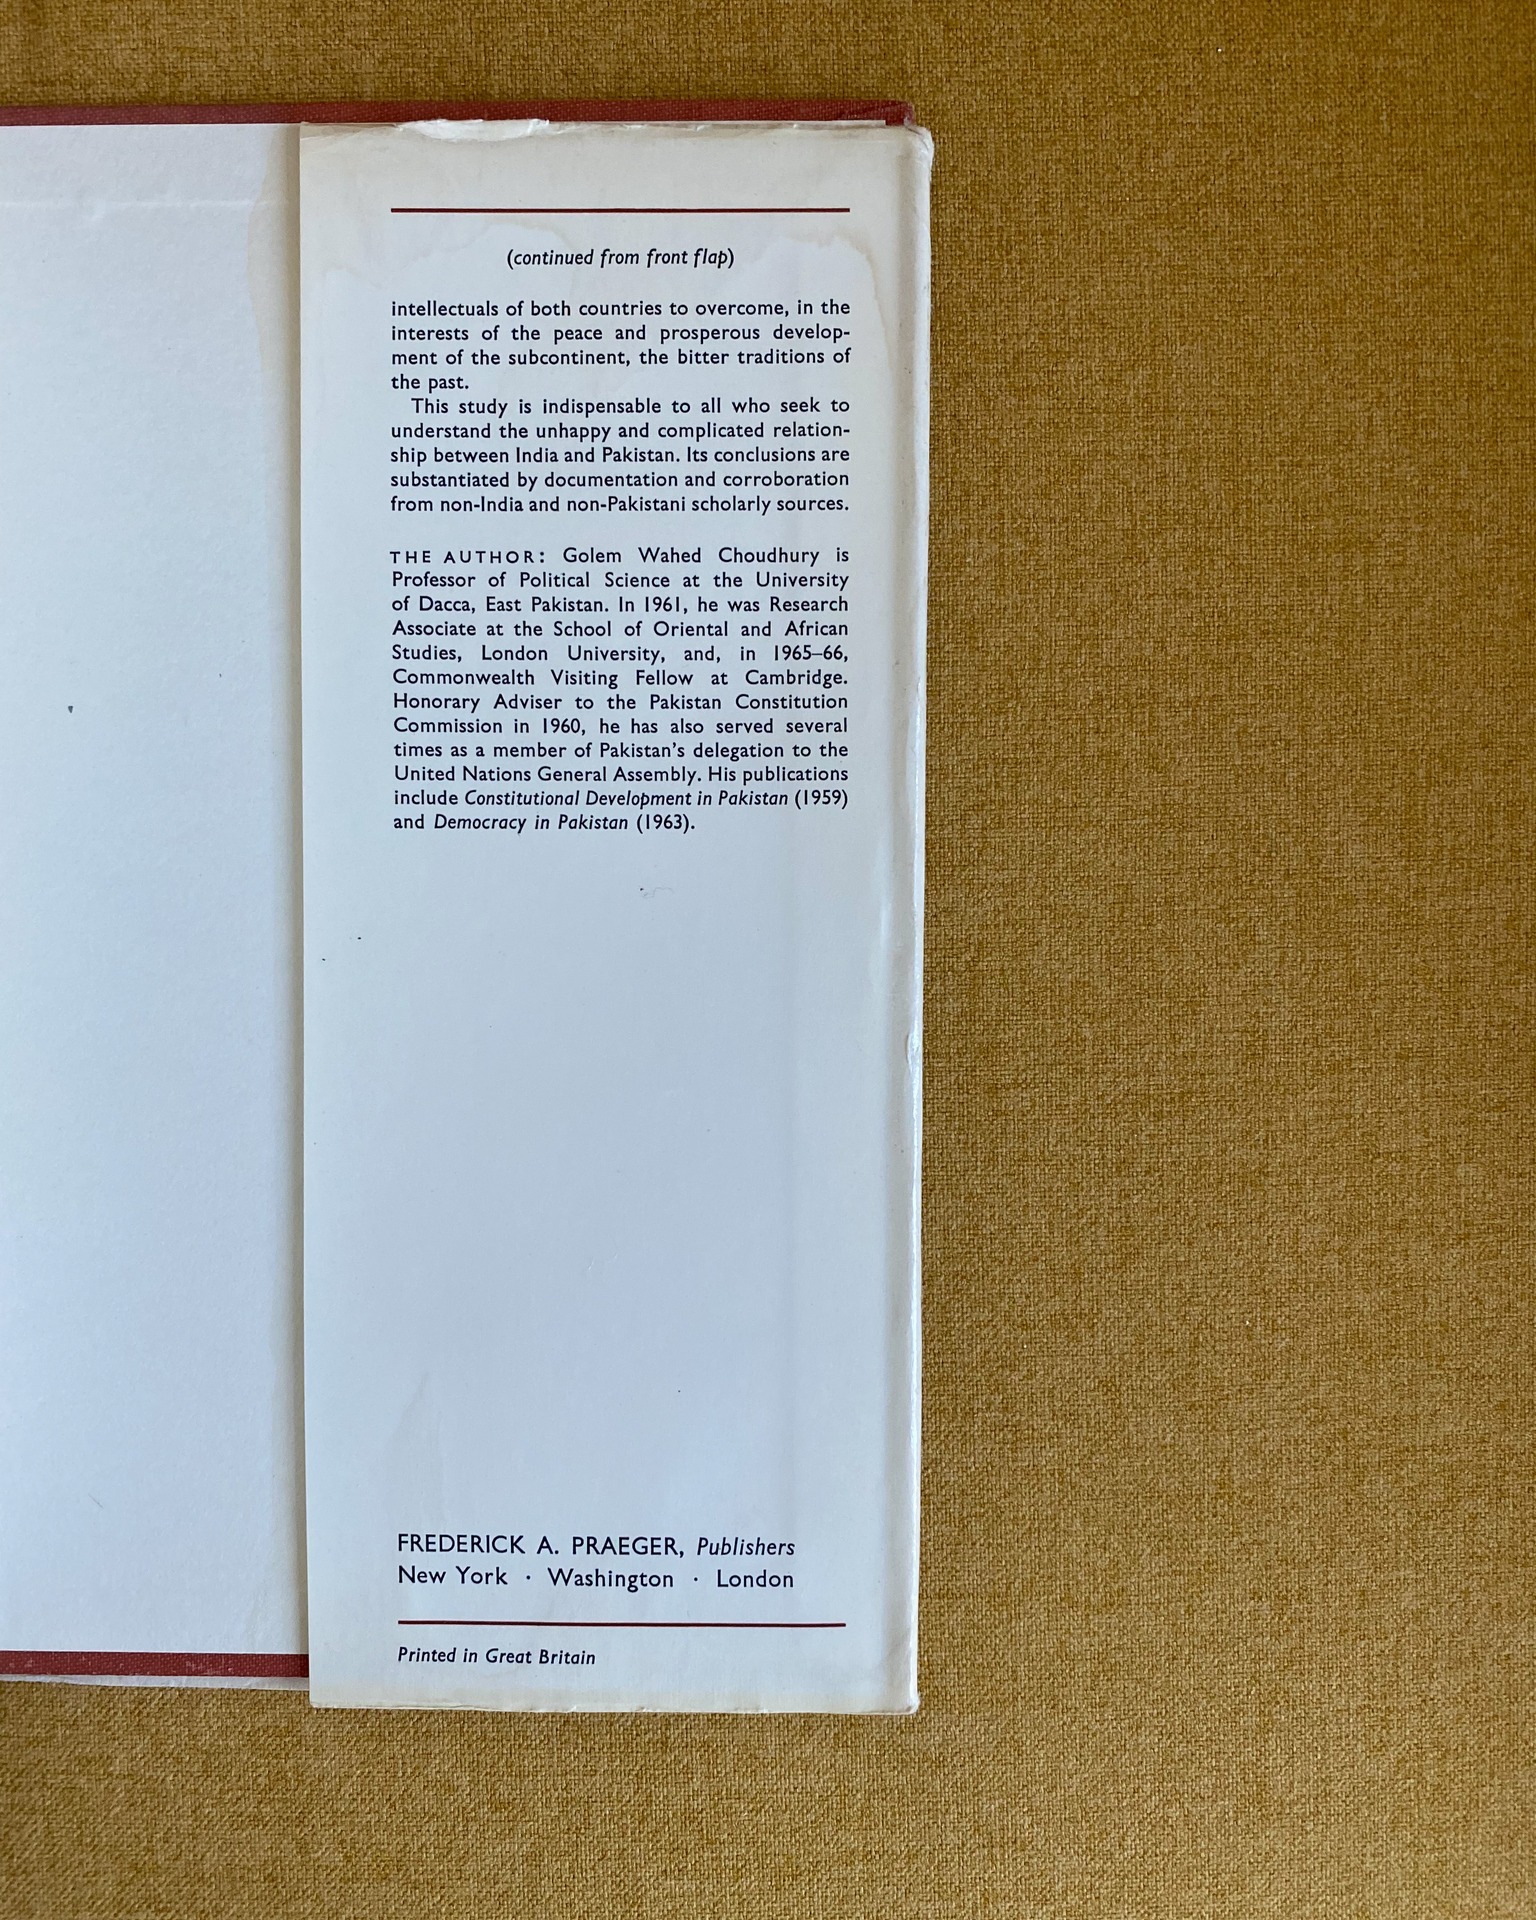 (continued from front flap)
intellectuals of both countries to overcome, in the
interests of the peace and prosperous develop-
ment of the subcontinent, the bitter traditions of
the past.
This study is indispensable to all who seek to
understand the unhappy and complicated relation-
ship between India and Pakistan. Its conclusions are
substantiated by documentation and corroboration
from non-India and non-Pakistani scholarly sources.
THE AUTHOR: Golem Wahed Choudhury is
Professor of Political Science at the University
of Dacca, East Pakistan. In 1961, he was Research
Associate at the School of Oriental and African
Studies, London University, and, in 1965–66,
Commonwealth Visiting Fellow at Cambridge.
Honorary Adviser to the Pakistan Constitution
Commission in 1960, he has also served several
times as a member of Pakistan's delegation to the
United Nations General Assembly. His publications
include Constitutional Development in Pakistan (1959)
and Democracy in Pakistan (1963).
FREDERICK A. PRAEGER, Publishers
New York · Washington · London
Printed in Great Britain